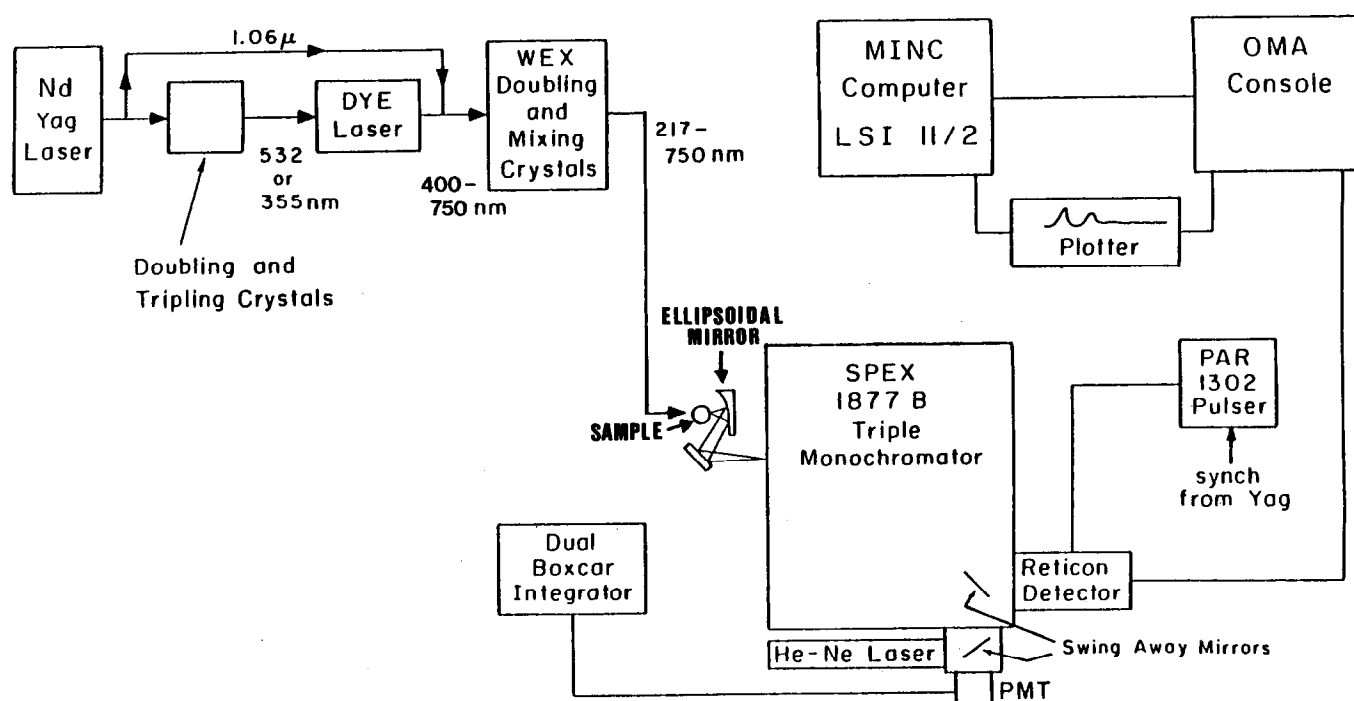 1.06μ
Nd
Yag
Laser
DYE
Laser
WEX
Doubling
and
Mixing
Crystals
532
or
355nm
400-
750 nm
217-
750 nm
Doubling and
Tripling Crystals
MINC
Computer
LSI 11/2
OMA
Console
Plotter
ELLIPSOIDAL
MIRROR
SAMPLE
SPEX
1877 B
Triple
Monochromator
PAR
1302
Pulser
synch
from Yag
Dual
Boxcar
Integrator
Reticon
Detector
He-Ne Laser
Swing Away Mirrors
PMT